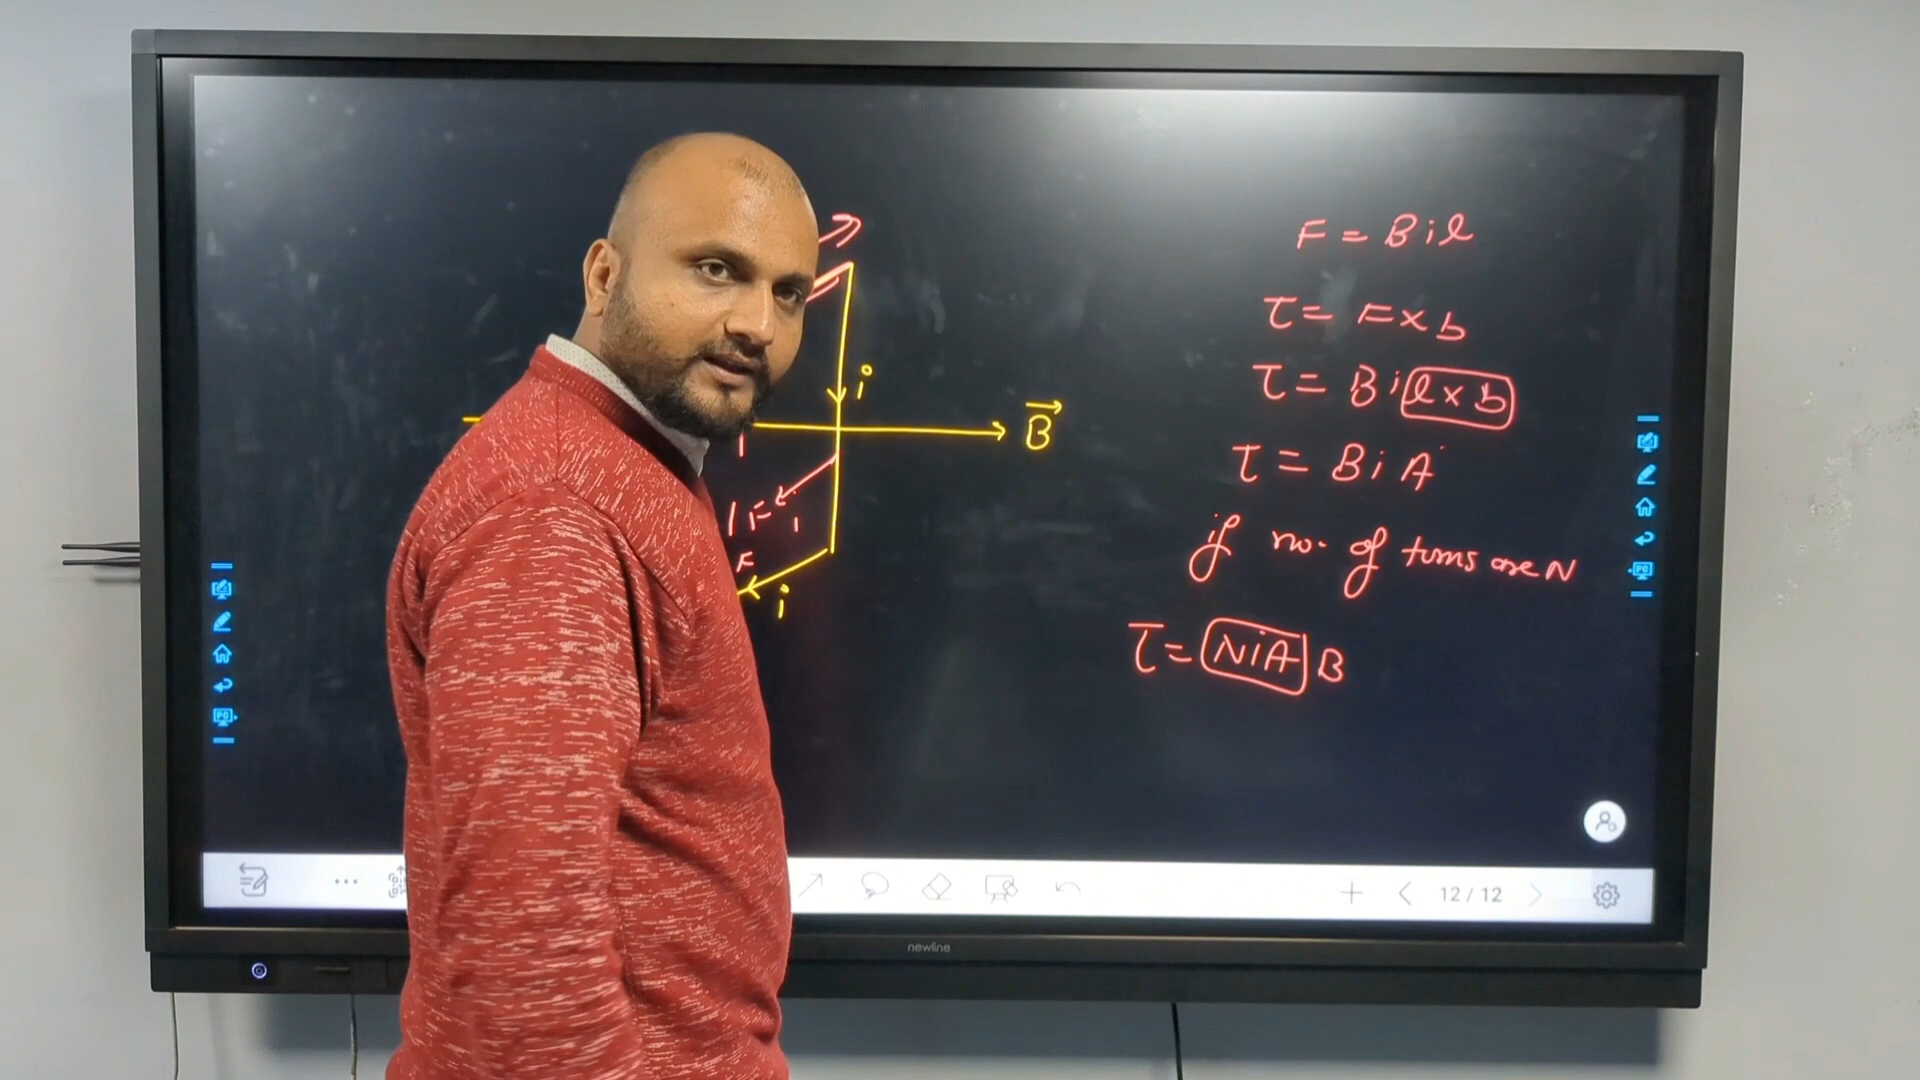 F = Bil
τ = F × b
i
τ = Bi l × b
B
τ = BiA
F
if no. of turns are N
F
i
τ = NiA B
12/12
newline